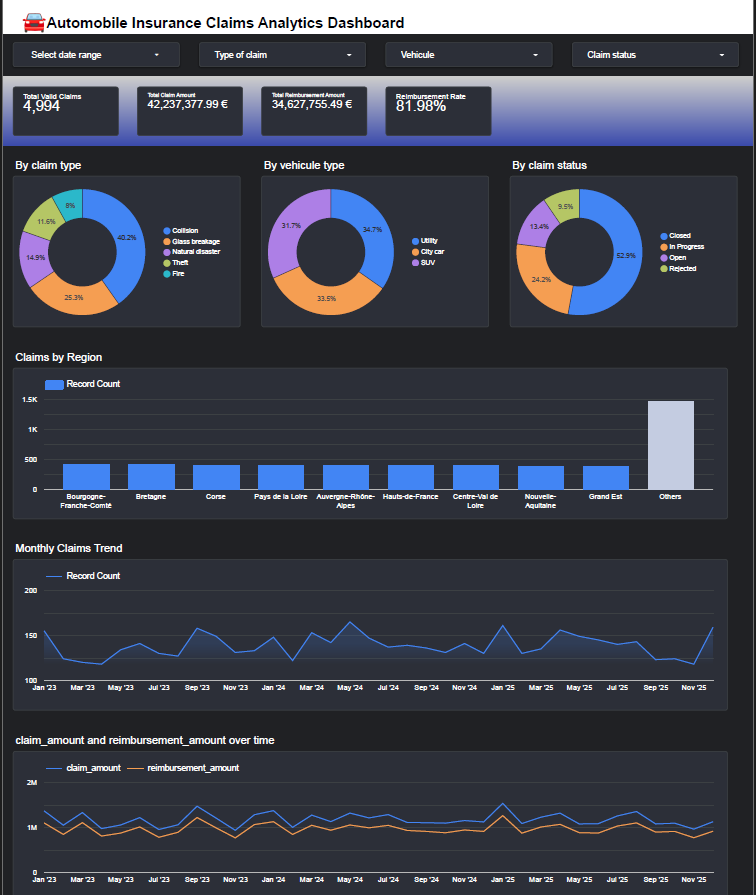 Automobile Insurance Claims Analytics Dashboard
Select date range
Type of claim
Vehicule
Claim status
Total Valid Claims
4,994
Total Claim Amount
42,237,377.99 €
Total Reimbursement Amount
34,627,755.49 €
Reimbursement Rate
81.98%
By claim type
8%
11.6%
40.2%
14.9%
25.3%
Collision
Glass breakage
Natural disaster
Theft
Fire
By vehicule type
31.7%
34.7%
33.5%
Utility
City car
SUV
By claim status
9.5%
13.4%
52.9%
24.2%
Closed
In Progress
Open
Rejected
Claims by Region
Record Count
1.5K
1K
500
0
Bourgogne-
Franche-Comté
Bretagne
Corse
Pays de la Loire
Auvergne-Rhône-
Alpes
Hauts-de-France
Centre-Val de
Loire
Nouvelle-
Aquitaine
Grand Est
Others
Monthly Claims Trend
Record Count
200
150
100
Jan '23 Mar '23 May '23 Jul '23 Sep '23 Nov '23 Jan '24 Mar '24 May '24 Jul '24 Sep '24 Nov '24 Jan '25 Mar '25 May '25 Jul '25 Sep '25 Nov '25
claim_amount and reimbursement_amount over time
claim_amount reimbursement_amount
2M
1M
0
Jan '23 Mar '23 May '23 Jul '23 Sep '23 Nov '23 Jan '24 Mar '24 May '24 Jul '24 Sep '24 Nov '24 Jan '25 Mar '25 May '25 Jul '25 Sep '25 Nov '25